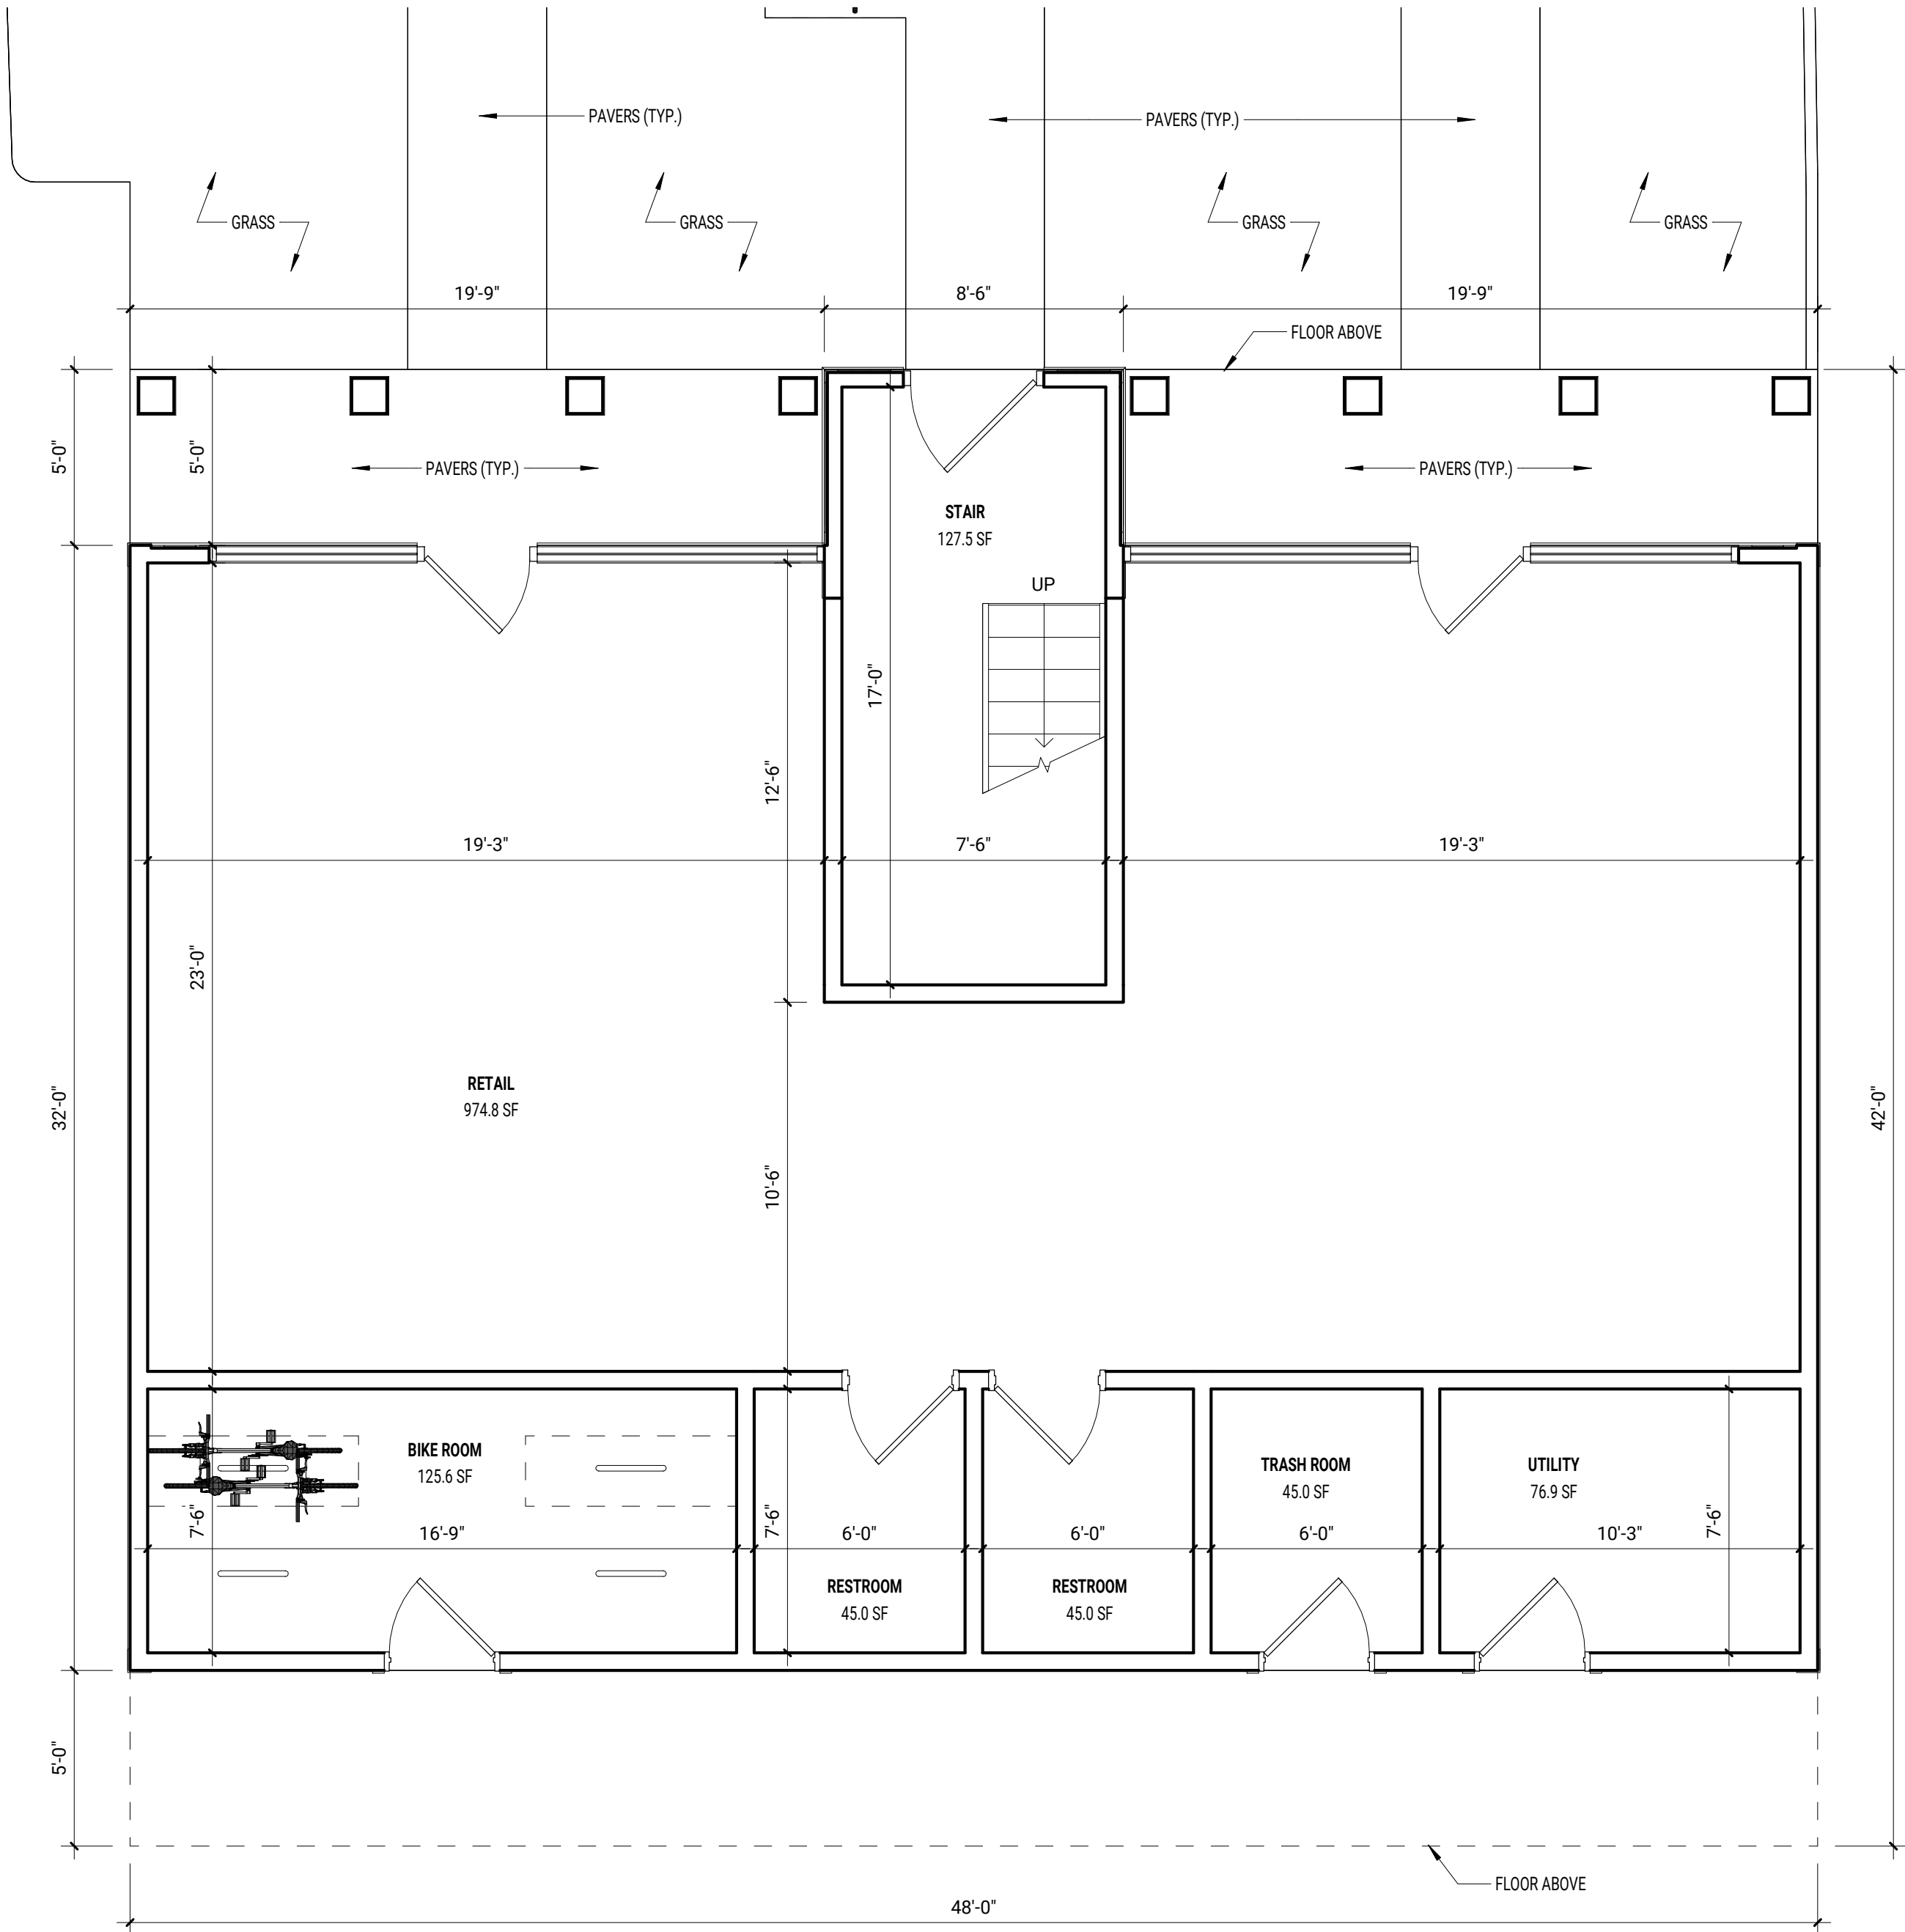 PAVERS (TYP.)
PAVERS (TYP.)
GRASS
GRASS
GRASS
GRASS
19'-9"
8'-6"
19'-9"
FLOOR ABOVE
5'-0"
5'-0"
PAVERS (TYP.)
PAVERS (TYP.)
STAIR
127.5 SF
UP
17'-0"
12'-6"
19'-3"
7'-6"
19'-3"
23'-0"
RETAIL
974.8 SF
32'-0"
42'-0"
10'-6"
BIKE ROOM
125.6 SF
TRASH ROOM
45.0 SF
UTILITY
76.9 SF
7'-6"
16'-9"
7'-6"
6'-0"
6'-0"
6'-0"
10'-3"
7'-6"
RESTROOM
45.0 SF
RESTROOM
45.0 SF
5'-0"
FLOOR ABOVE
48'-0"